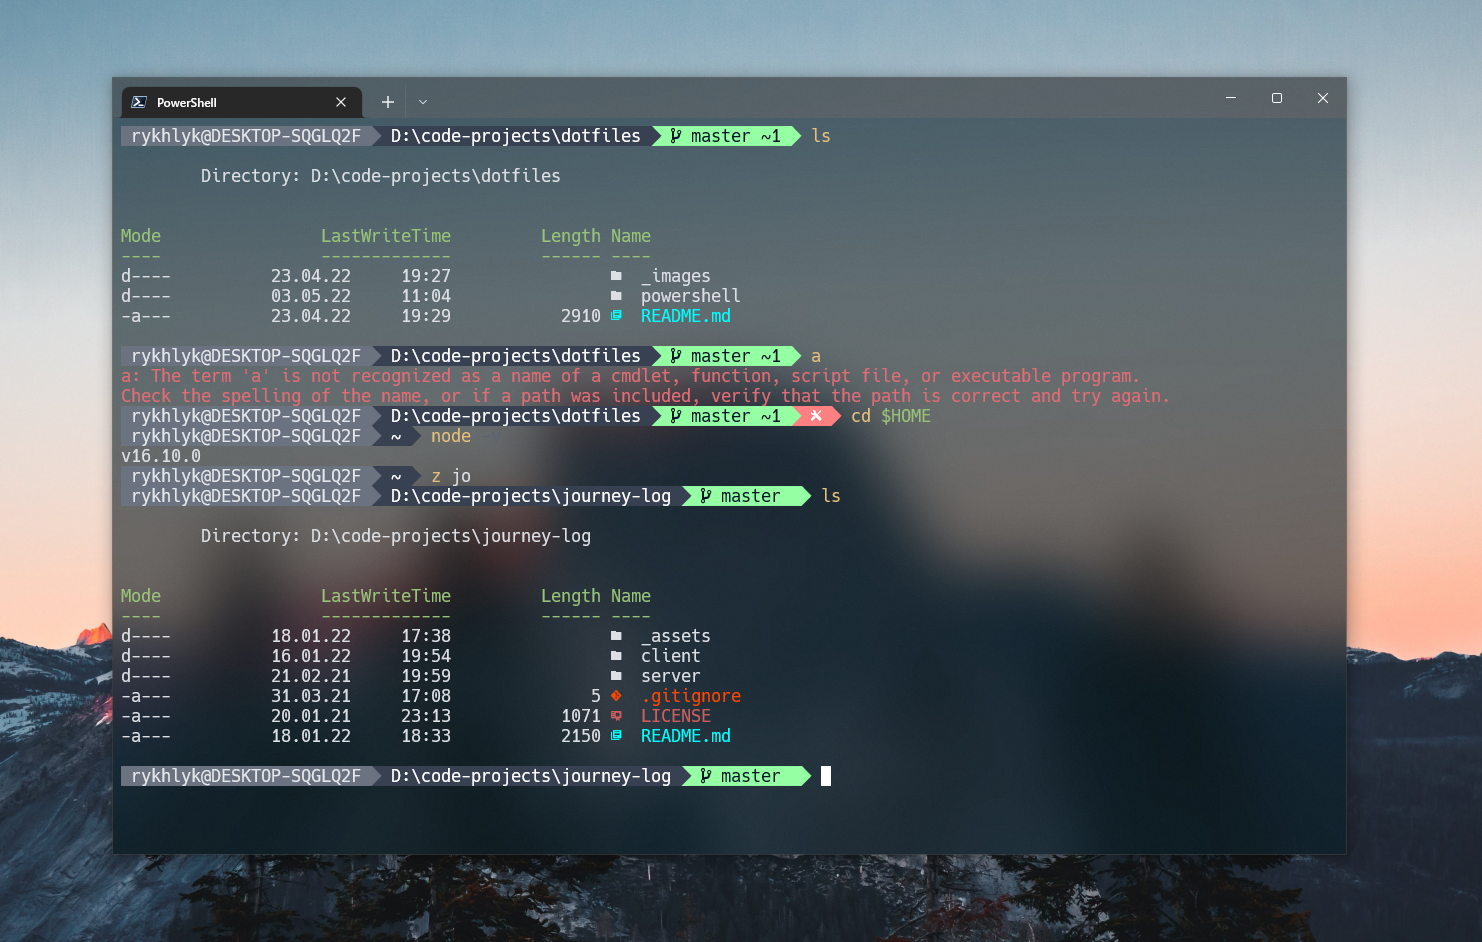 PowerShell
rykhlyk@DESKTOP-SQGLQ2F D:\code-projects\dotfiles master ~1 ls
Directory: D:\code-projects\dotfiles
Mode LastWriteTime Length Name
---- ------------- ------ ----
d---- 23.04.22 19:27 _images
d---- 03.05.22 11:04 powershell
-a--- 23.04.22 19:29 2910 README.md
rykhlyk@DESKTOP-SQGLQ2F D:\code-projects\dotfiles master ~1 a
a: The term 'a' is not recognized as a name of a cmdlet, function, script file, or executable program.
Check the spelling of the name, or if a path was included, verify that the path is correct and try again.
rykhlyk@DESKTOP-SQGLQ2F D:\code-projects\dotfiles master ~1 cd $HOME
rykhlyk@DESKTOP-SQGLQ2F ~ node
v16.10.0
rykhlyk@DESKTOP-SQGLQ2F ~ z jo
rykhlyk@DESKTOP-SQGLQ2F D:\code-projects\journey-log master ls
Directory: D:\code-projects\journey-log
Mode LastWriteTime Length Name
---- ------------- ------ ----
d---- 18.01.22 17:38 _assets
d---- 16.01.22 19:54 client
d---- 21.02.21 19:59 server
-a--- 31.03.21 17:08 5 .gitignore
-a--- 20.01.21 23:13 1071 LICENSE
-a--- 18.01.22 18:33 2150 README.md
rykhlyk@DESKTOP-SQGLQ2F D:\code-projects\journey-log master